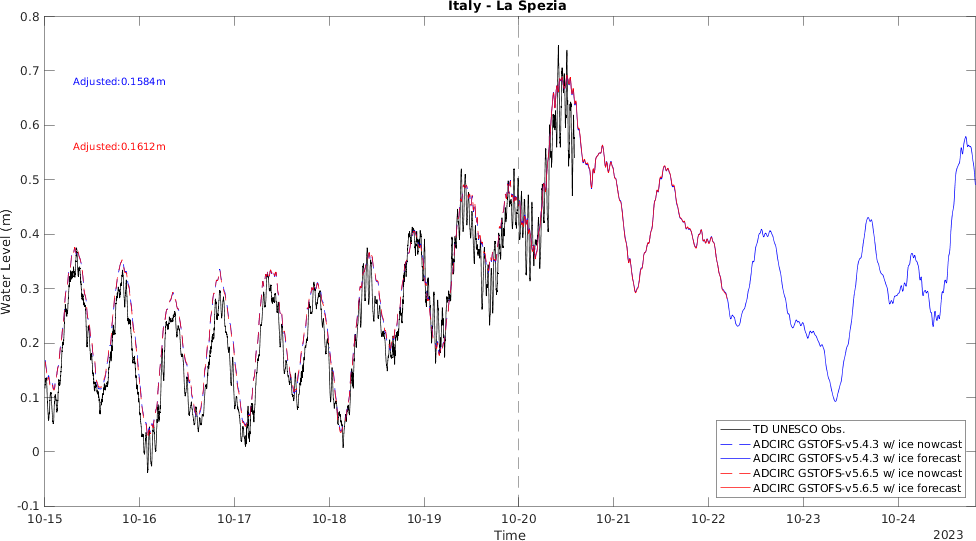 Italy - La Spezia
Water Level (m)
0.8
0.7
0.6
0.5
0.4
0.3
0.2
0.1
0
-0.1
Adjusted:0.1584m
Adjusted:0.1612m
TD UNESCO Obs.
ADCIRC GSTOFS-v5.4.3 w/ ice nowcast
ADCIRC GSTOFS-v5.4.3 w/ ice forecast
ADCIRC GSTOFS-v5.6.5 w/ ice nowcast
ADCIRC GSTOFS-v5.6.5 w/ ice forecast
10-15 10-16 10-17 10-18 10-19 10-20 10-21 10-22 10-23 10-24
Time
2023